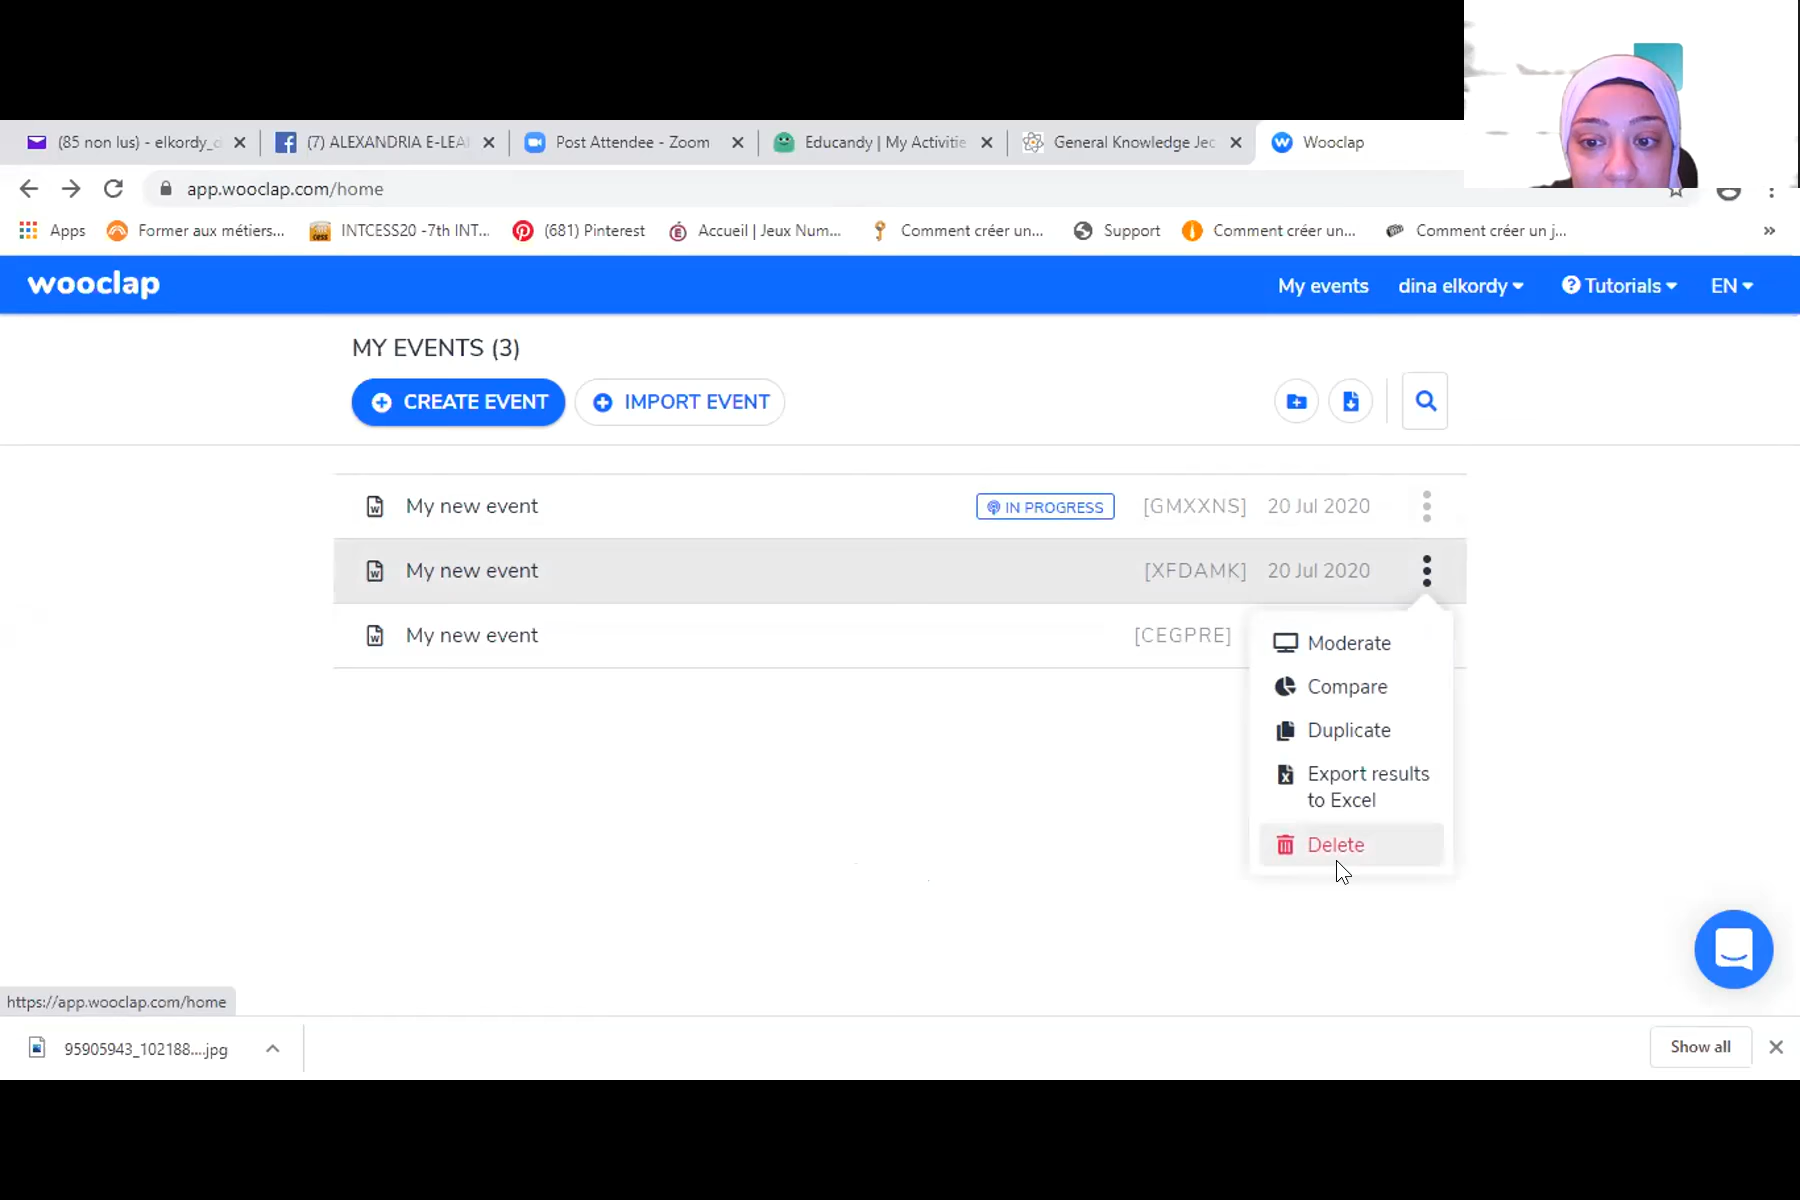 (85 non lus) - elkordy_d
(7) ALEXANDRIA E-LEA
Post Attendee - Zoom
Educandy | My Activitie
General Knowledge Jec
Wooclap
app.wooclap.com/home
Apps
Former aux métiers...
INTCESS20 -7th INT...
(681) Pinterest
Accueil | Jeux Num...
Comment créer un...
Support
Comment créer un...
Comment créer un j...
wooclap
My events
dina elkordy
Tutorials
EN
MY EVENTS (3)
CREATE EVENT
IMPORT EVENT
My new event
IN PROGRESS
[GMXXNS]
20 Jul 2020
My new event
[XFDAMK]
20 Jul 2020
My new event
[CEGPRE]
Moderate
Compare
Duplicate
Export results
to Excel
Delete
https://app.wooclap.com/home
95905943_102188....jpg
Show all